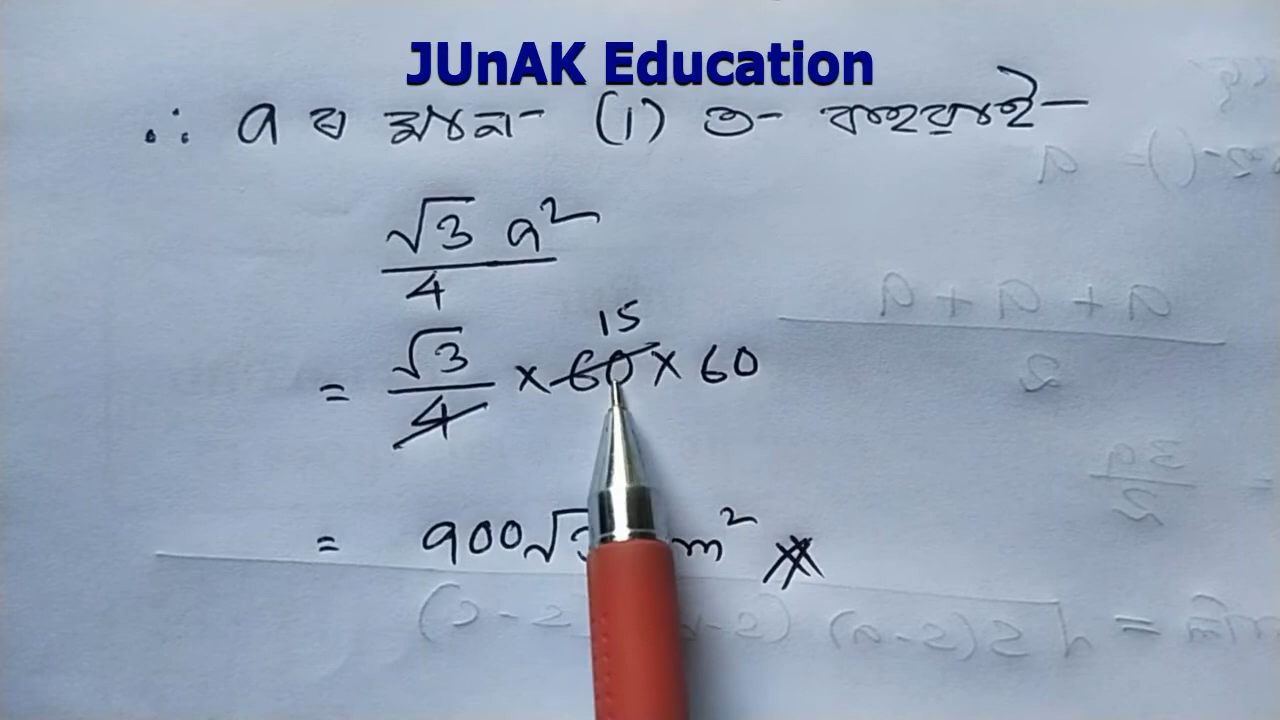 JUnAK Education
∴ a ৰ মান (1) ত বহুৱাই —
√3 a²
4
15
= √3 × 60 × 60
4
= 900√3 m²